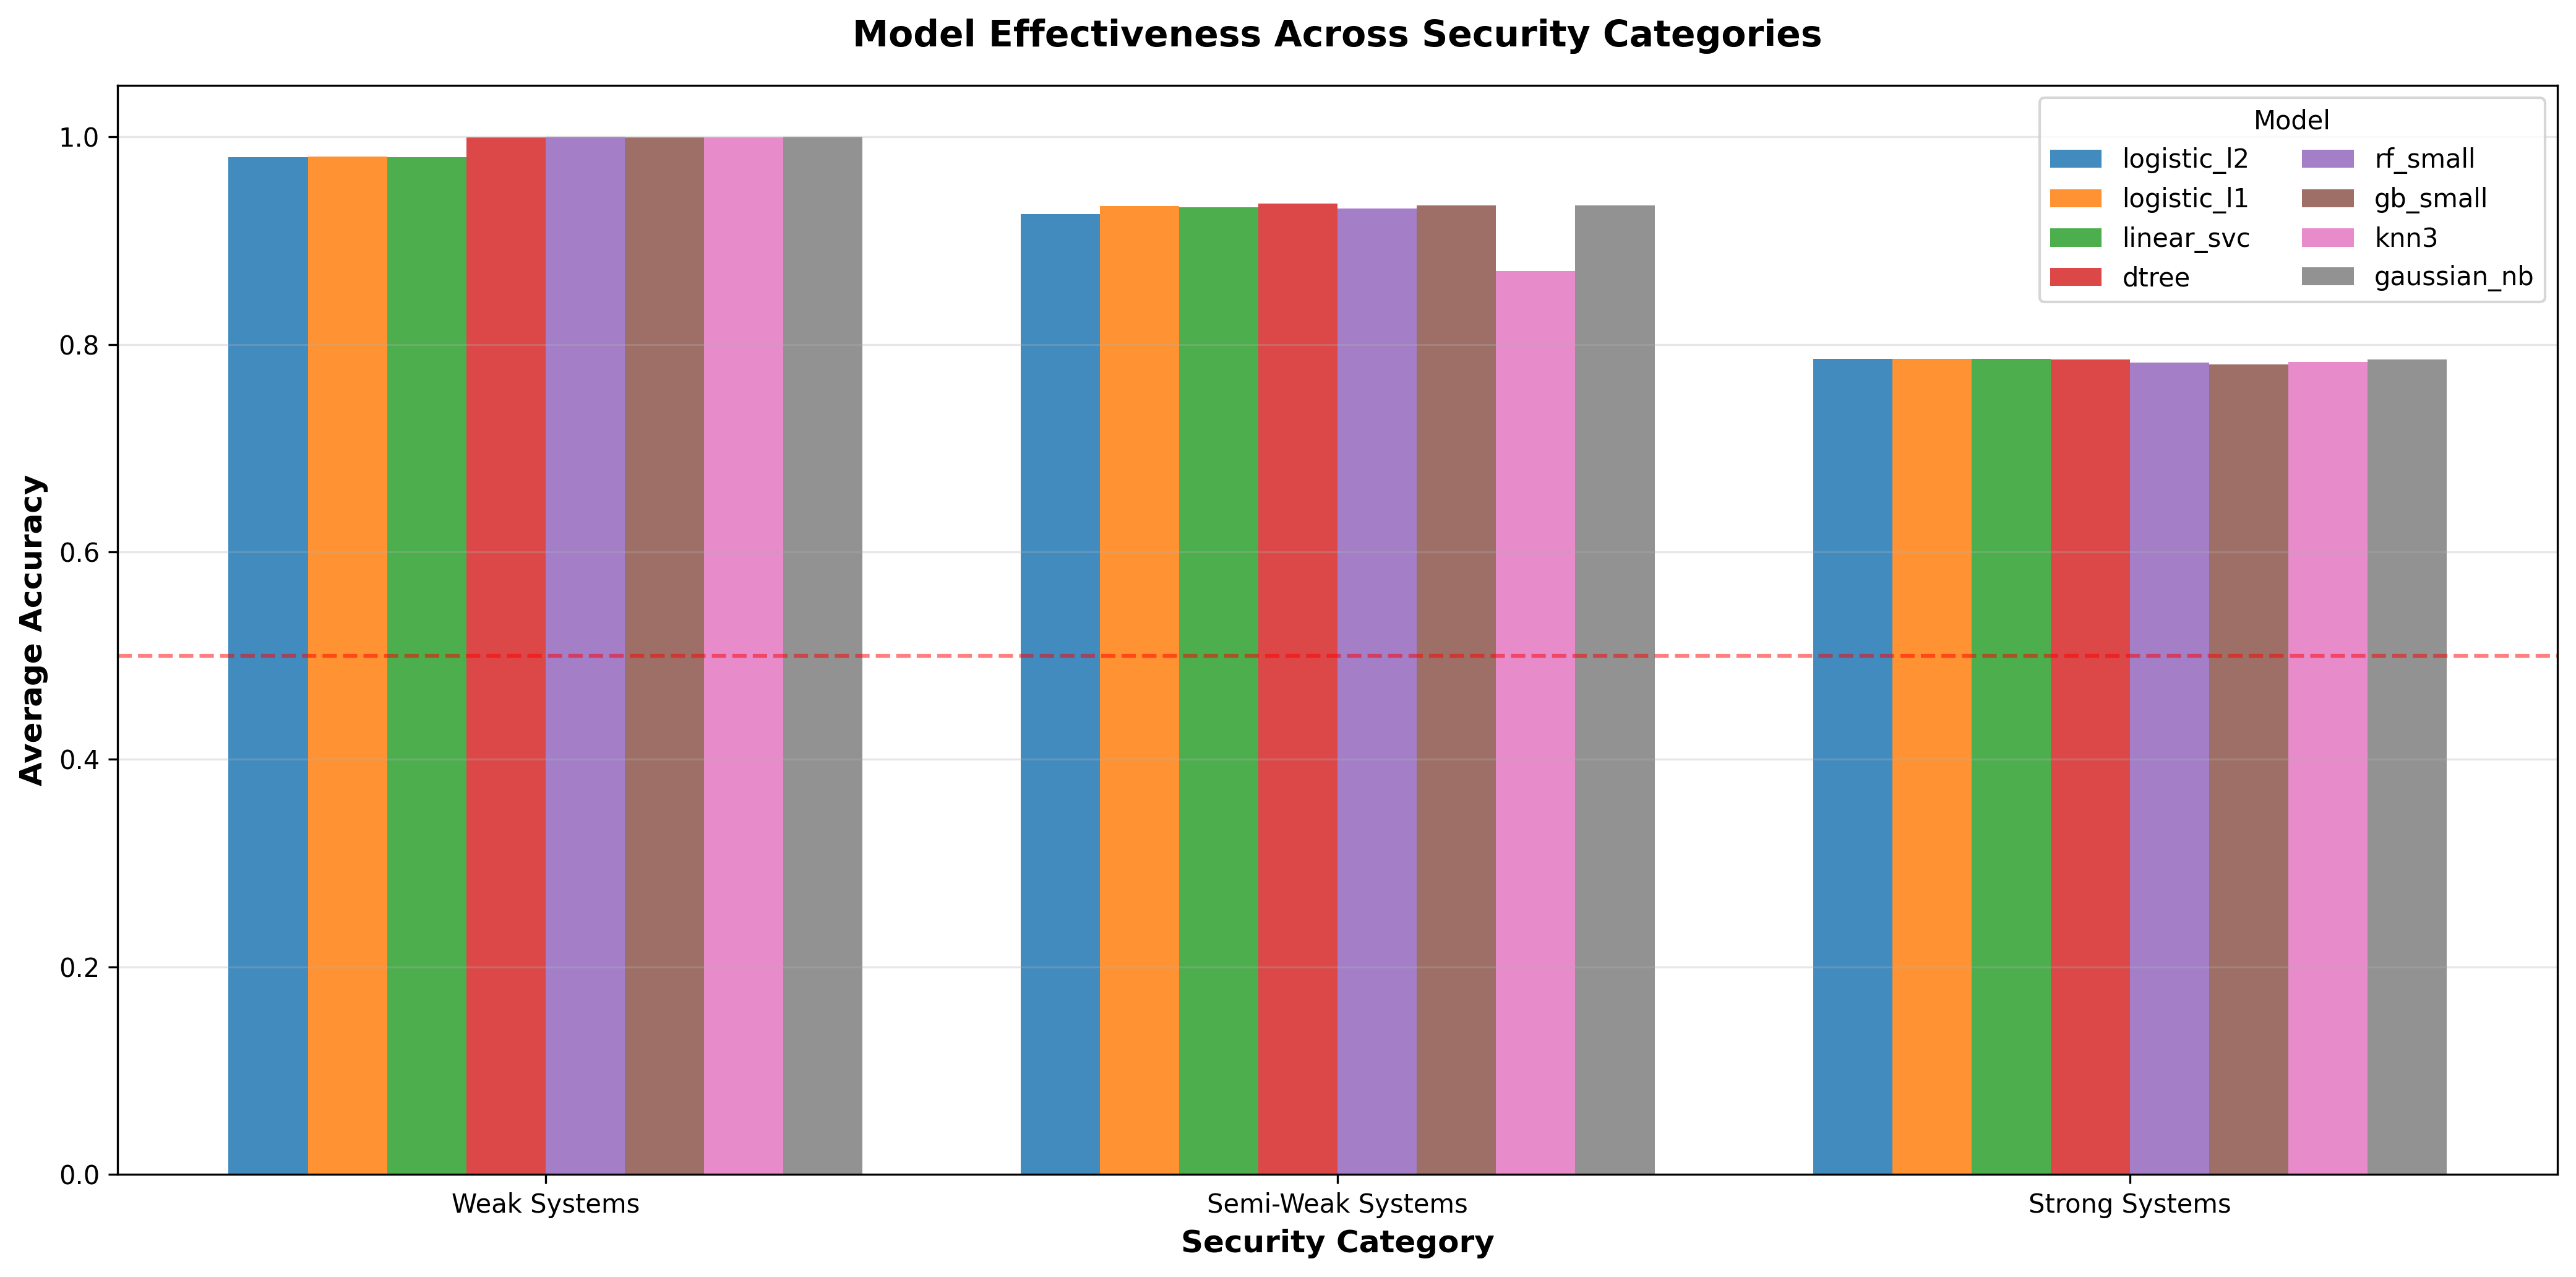 Model Effectiveness Across Security Categories
Model
logistic_l2
logistic_l1
linear_svc
dtree
rf_small
gb_small
knn3
gaussian_nb
Average Accuracy
1.0
0.8
0.6
0.4
0.2
0.0
Weak Systems
Semi-Weak Systems
Strong Systems
Security Category